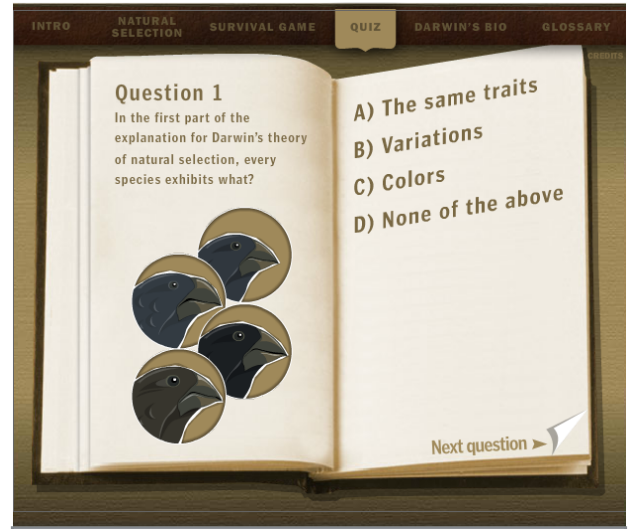 INTRO
NATURAL
SELECTION
SURVIVAL GAME
QUIZ
DARWIN'S BIO
GLOSSARY
CREDITS
Question 1
In the first part of the
explanation for Darwin's theory
of natural selection, every
species exhibits what?
A) The same traits
B) Variations
C) Colors
D) None of the above
Next question